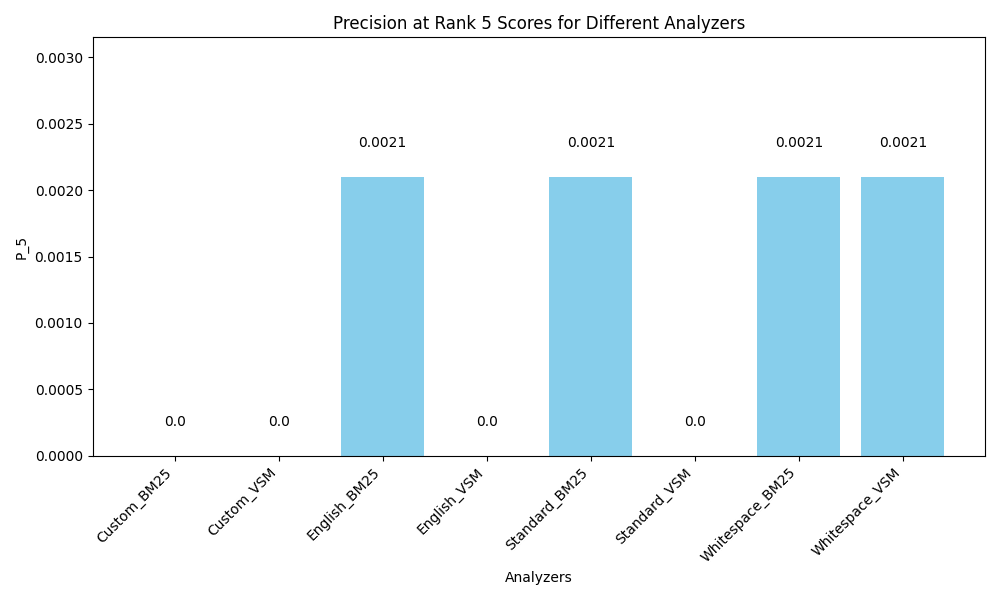 Precision at Rank 5 Scores for Different Analyzers
0.0030
0.0025
0.0020
0.0015
0.0010
0.0005
0.0000
P_5
0.0
0.0
0.0021
0.0
0.0021
0.0
0.0021
0.0021
Custom_BM25
Custom_VSM
English_BM25
English_VSM
Standard_BM25
Standard_VSM
Whitespace_BM25
Whitespace_VSM
Analyzers